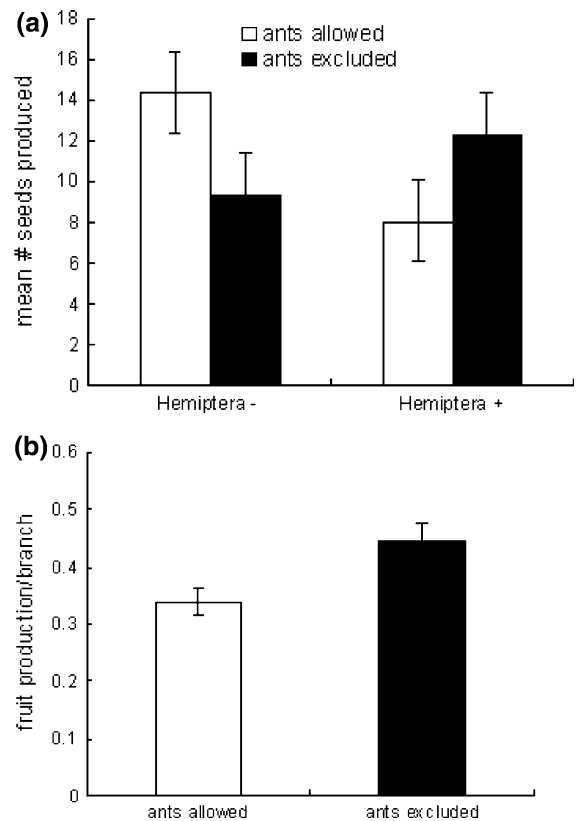 (a)
18
16
14
12
10
8
6
4
2
0
mean # seeds produced
ants allowed
ants excluded
Hemiptera -
Hemiptera +
(b)
0.6
0.5
0.4
0.3
0.2
0.1
0
fruit production/branch
ants allowed
ants excluded